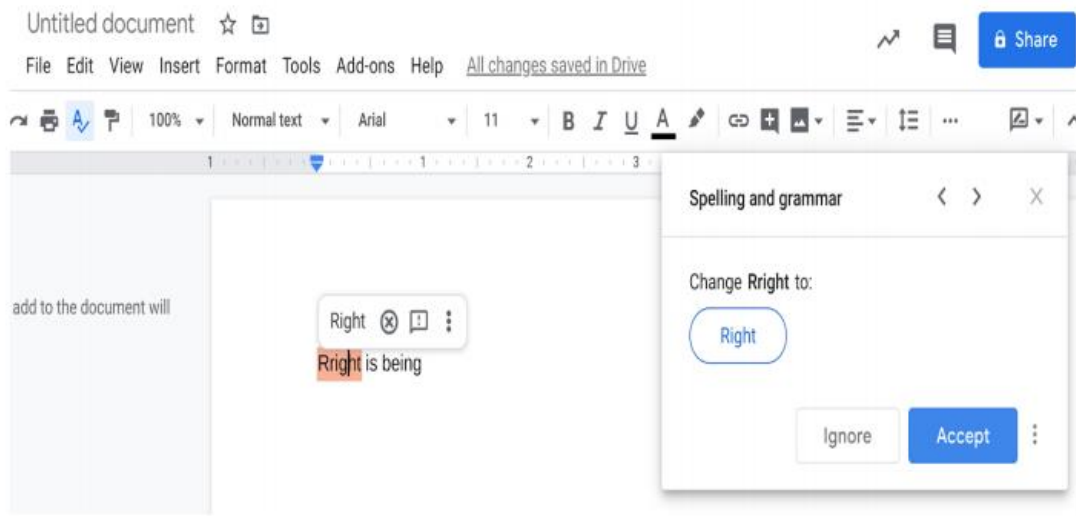 Untitled document
Share
File Edit View Insert Format Tools Add-ons Help All changes saved in Drive
100% Normal text Arial 11 B I U A ...
1 1 2 3
Spelling and grammar
add to the document will
Change Rright to:
Right
Right
Rright is being
Ignore Accept